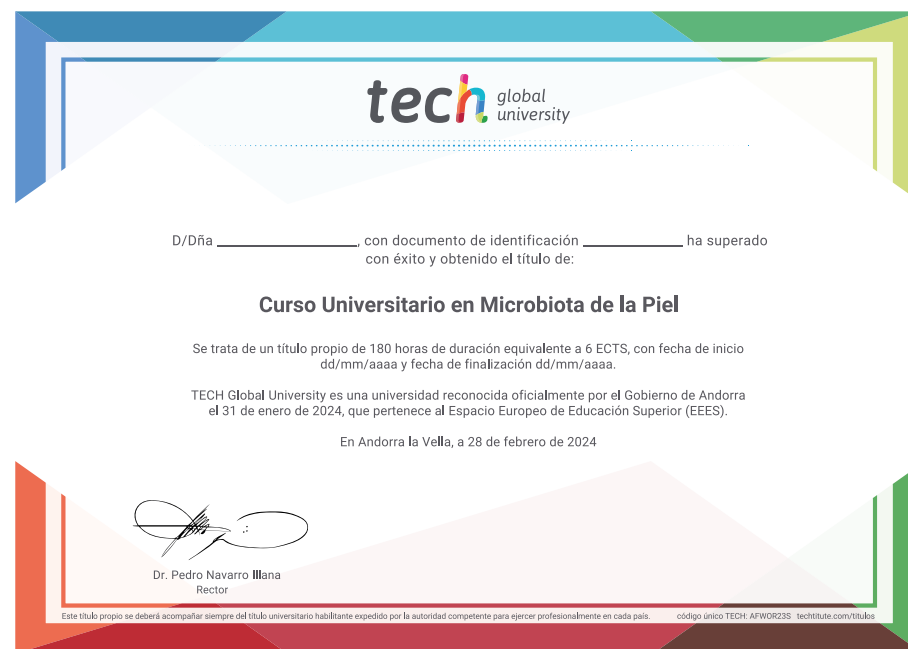 tech global university
D/Dña ____________, con documento de identificación ____________ ha superado
con éxito y obtenido el título de:
Curso Universitario en Microbiota de la Piel
Se trata de un título propio de 180 horas de duración equivalente a 6 ECTS, con fecha de inicio
dd/mm/aaaa y fecha de finalización dd/mm/aaaa.
TECH Global University es una universidad reconocida oficialmente por el Gobierno de Andorra
el 31 de enero de 2024, que pertenece al Espacio Europeo de Educación Superior (EEES).
En Andorra la Vella, a 28 de febrero de 2024
Dr. Pedro Navarro Illana
Rector
Este título propio se deberá acompañar siempre del título universitario habilitante expedido por la autoridad competente para ejercer profesionalmente en cada país. código único TECH: AFWOR23S techtitute.com/titulos